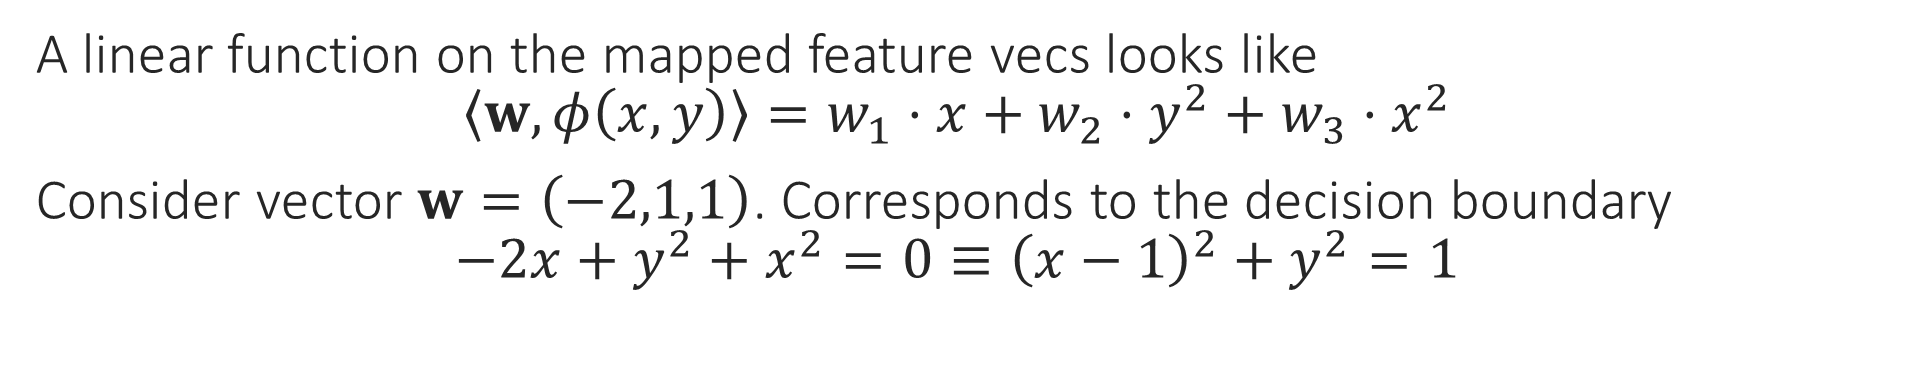 A linear function on the mapped feature vecs looks like
⟨𝐰, 𝜙(𝑥, 𝑦)⟩ = 𝑤₁ · 𝑥 + 𝑤₂ · 𝑦² + 𝑤₃ · 𝑥²
Consider vector 𝐰 = (−2,1,1). Corresponds to the decision boundary
−2𝑥 + 𝑦² + 𝑥² = 0 ≡ (𝑥 − 1)² + 𝑦² = 1